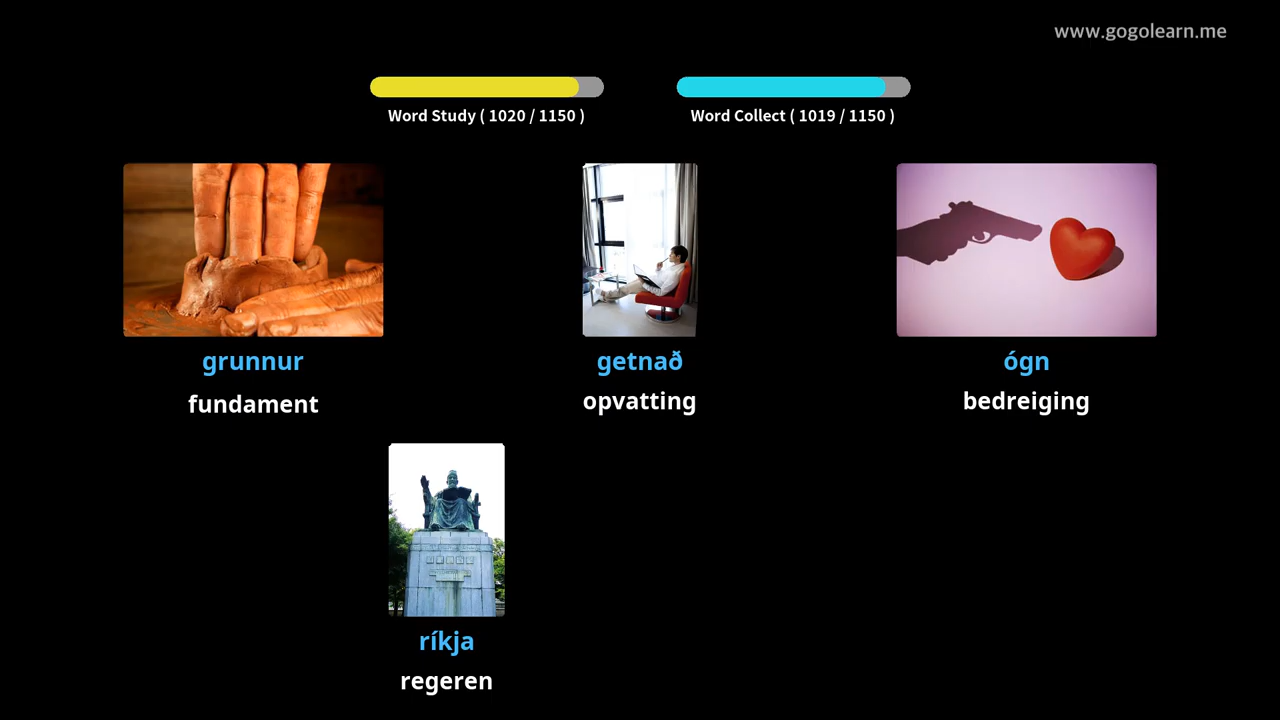 www.gogolearn.me
Word Study ( 1020 / 1150 )
Word Collect ( 1019 / 1150 )
grunnur
fundament
getnað
opvatting
ógn
bedreiging
ríkja
regeren